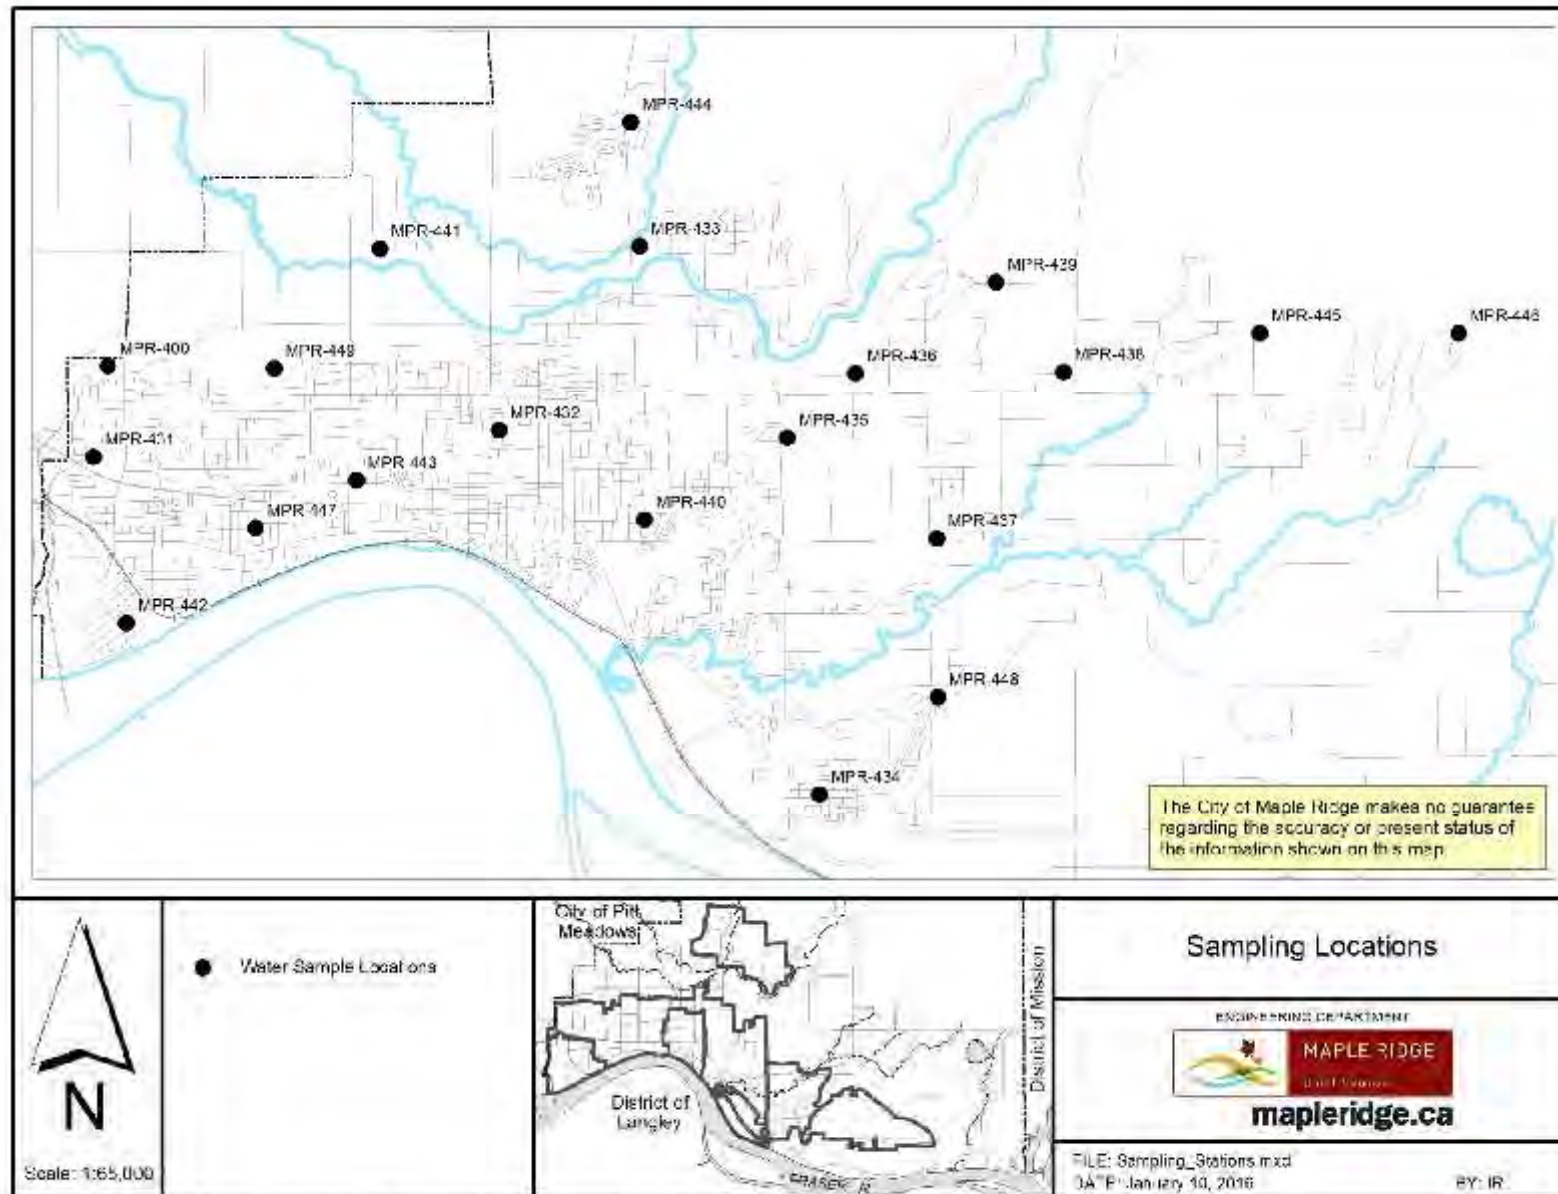 MPR-444
MPR-441
MPR-433
MPR-439
MPR-445
MPR-446
MPR-400
MPR-449
MPR-436
MPR-438
MPR-432
MPR-435
MPR-431
MPR-443
MPR-440
MPR-447
MPR-437
MPR-442
MPR-448
MPR-434
The City of Maple Ridge makes no guarantee
regarding the accuracy or present status of
the information shown on this map
N
Scale: 1:65,000
Water Sample Locations
City of Pitt
Meadows
District of
Langley
District of Mission
FRASER R
Sampling Locations
ENGINEERING DEPARTMENT
MAPLE RIDGE
mapleridge.ca
FILE: Sampling_Stations.mxd
DATE: January 2016
BY: IR